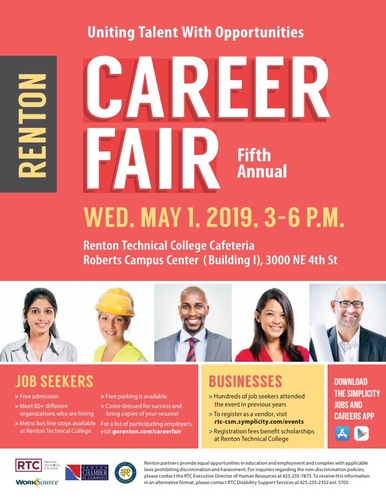 Uniting Talent With Opportunities
RENTON
CAREER
FAIR
Fifth
Annual
WED, MAY 1, 2019, 3-6 P.M.
Renton Technical College Cafeteria
Roberts Campus Center (Building I), 3000 NE 4th St
JOB SEEKERS
> Free admission
> Meet 80+ different
organizations who are hiring
> Metro bus line stops available
at Renton Technical College
> Free parking is available
> Come dressed for success and
bring copies of your resume!
For a list of participating employers,
visit gorenton.com/careerfair
BUSINESSES
> Hundreds of job seekers attended
the event in previous years
> To register as a vendor, visit
rtc-csm.symplicity.com/events
> Registration fees benefit scholarships
at Renton Technical College
DOWNLOAD
THE SIMPLICITY
JOBS AND
CAREERS APP
RTC
RENTON
TECHNICAL
COLLEGE
RENTON
CHAMBER
OF COMMERCE
WorkSource
Renton partners provide equal opportunities in education and employment and complies with applicable
laws prohibiting discrimination and harassment. For inquiries regarding the non-discrimination policies,
please contact the RTC Executive Director of Human Resources at 425-235-7873. To receive this information
in an alternative format, please contact RTC Disability Support Services at 425-235-2352 ext. 5705.